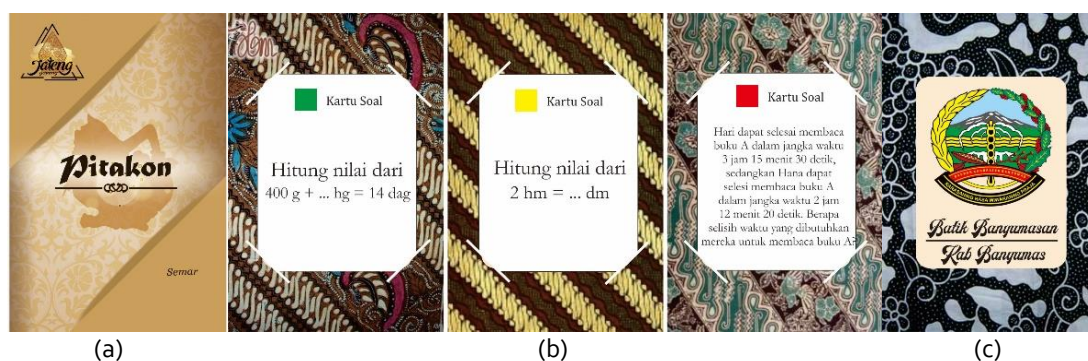 Jateng
Pitakon
Semar
Kartu Soal
Hitung nilai dari
400 g + ... hg = 14 dag
Kartu Soal
Hitung nilai dari
2 hm = ... dm
Kartu Soal
Hari dapat selesai membaca
buku A dalam jangka waktu
3 jam 15 menit 30 detik,
sedangkan Hana dapat
selesi membaca buku A
dalam jangka waktu 2 jam
12 menit 20 detik. Berapa
selisih waktu yang dibutuhkan
mereka untuk membaca buku A?
Batik Banyumasan
Kab Banyumas
(a)
(b)
(c)